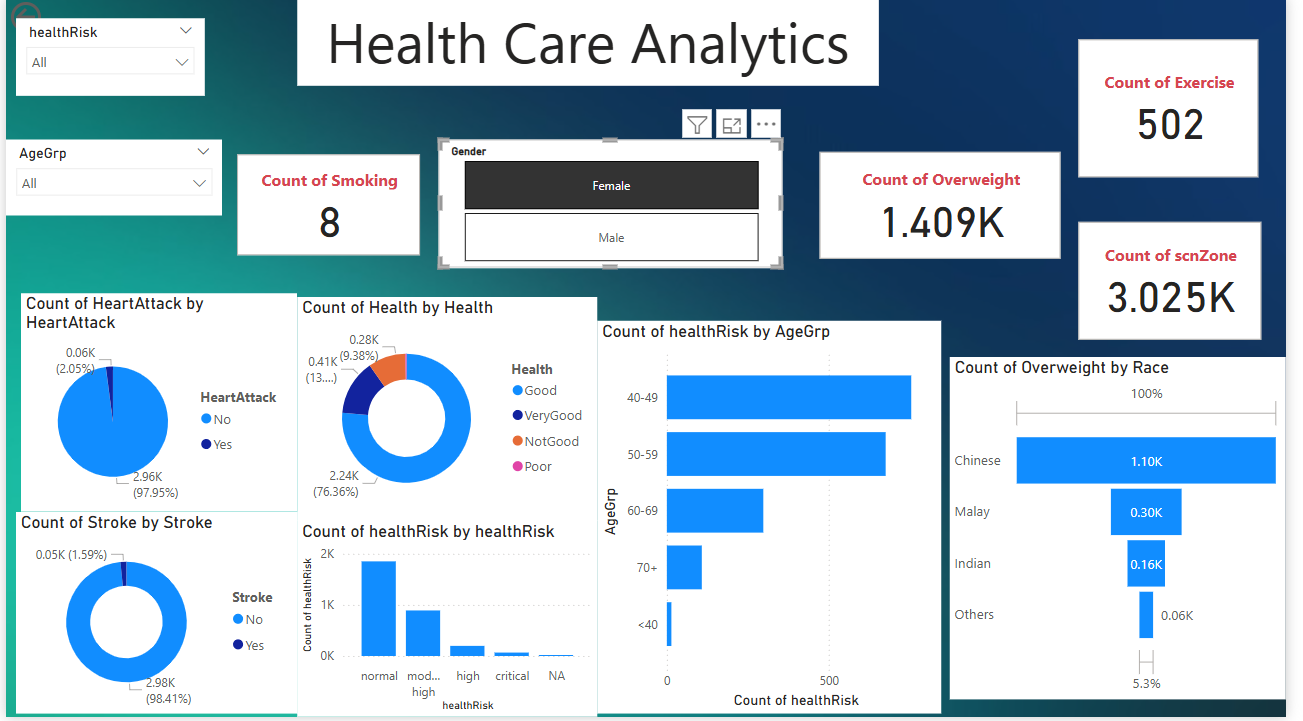 healthRisk
All
Health Care Analytics
Count of Exercise
502
AgeGrp
All
Count of Smoking
8
Gender
Female
Male
Count of Overweight
1.409K
Count of scnZone
3.025K
Count of HeartAttack by
HeartAttack
0.06K
(2.05%)
2.96K
(97.95%)
HeartAttack
No
Yes
Count of Health by Health
0.28K
(9.38%)
0.41K
(13....)
2.24K
(76.36%)
Health
Good
VeryGood
NotGood
Poor
Count of healthRisk by AgeGrp
AgeGrp
40-49
50-59
60-69
70+
<40
0
500
Count of healthRisk
Count of Overweight by Race
100%
Chinese
1.10K
Malay
0.30K
Indian
0.16K
Others
0.06K
5.3%
Count of Stroke by Stroke
0.05K (1.59%)
2.98K
(98.41%)
Stroke
No
Yes
Count of healthRisk by healthRisk
Count of healthRisk
2K
1K
0K
normal
mod...
high
high
critical
NA
healthRisk